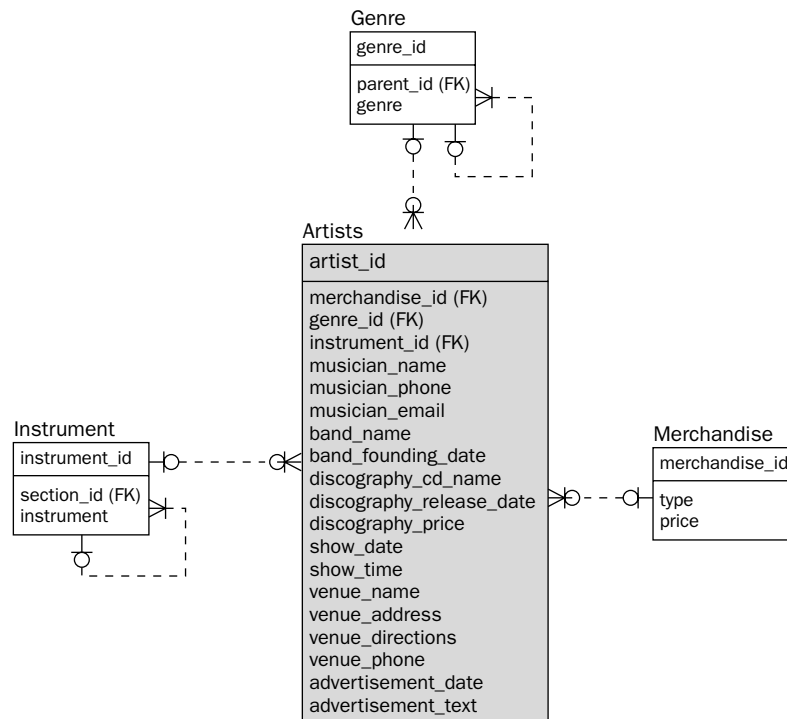 Genre
genre_id
parent_id (FK)
genre
Artists
artist_id
merchandise_id (FK)
genre_id (FK)
instrument_id (FK)
musician_name
musician_phone
musician_email
band_name
band_founding_date
discography_cd_name
discography_release_date
discography_price
show_date
show_time
venue_name
venue_address
venue_directions
venue_phone
advertisement_date
advertisement_text
Instrument
instrument_id
section_id (FK)
instrument
Merchandise
merchandise_id
type
price